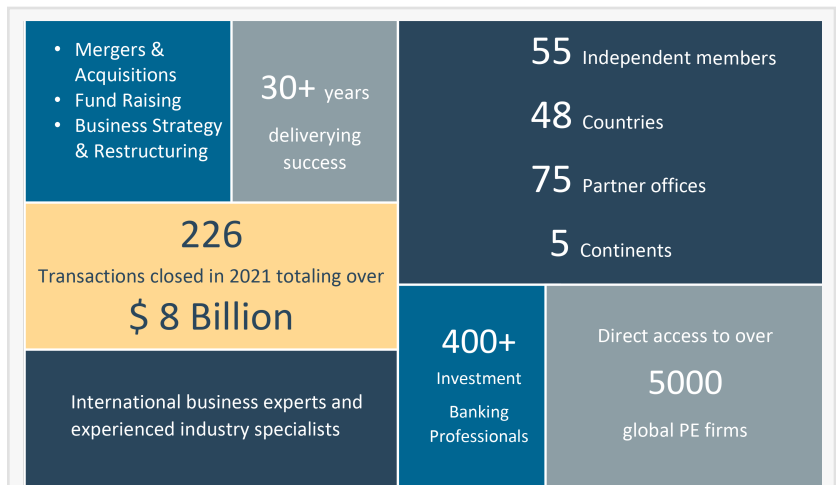 • Mergers &
Acquisitions
• Fund Raising
• Business Strategy
& Restructuring
30+ years
deliverying
success
55 Independent members
48 Countries
75 Partner offices
5 Continents
226
Transactions closed in 2021 totaling over
$ 8 Billion
International business experts and
experienced industry specialists
400+
Investment
Banking
Professionals
Direct access to over
5000
global PE firms